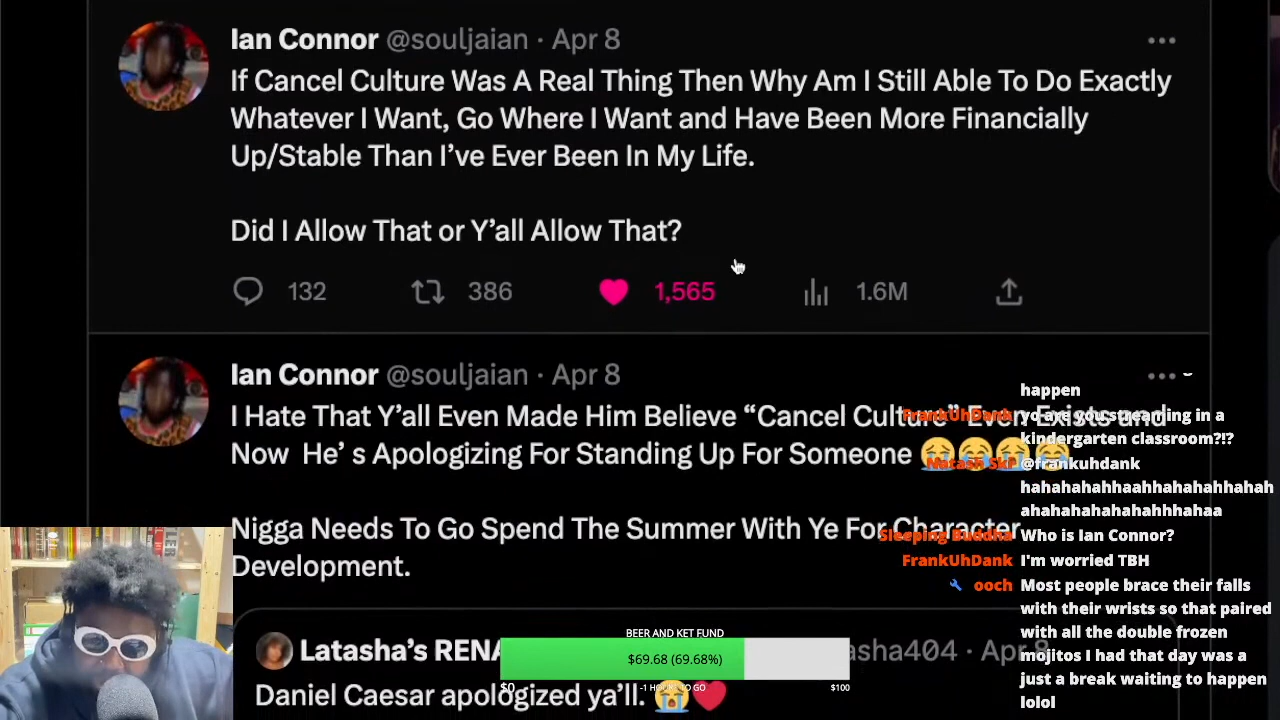 Ian Connor @souljaian · Apr 8
If Cancel Culture Was A Real Thing Then Why Am I Still Able To Do Exactly
Whatever I Want, Go Where I Want and Have Been More Financially
Up/Stable Than I've Ever Been In My Life.
Did I Allow That or Y'all Allow That?
132 386 1,565 1.6M
Ian Connor @souljaian · Apr 8
I Hate That Y'all Even Made Him Believe "Cancel Culture" Even Exists and
Now He' s Apologizing For Standing Up For Someone 😭😂😭😂
Nigga Needs To Go Spend The Summer With Ye For Character
Development.
Latasha's RENA
asha404 · Apr 8
Daniel Caesar apologized ya'll. 😭❤️
BEER AND KET FUND
$69.68 (69.68%)
$0 -1 HOURS TO GO $100
happen
FrankUhDank yo are you streaming in a
kindergarten classroom?!?
Natash Skr @frankuhdank
hahahahahhaahhahahahhahah
ahahahahahahahhhahaa
Sleeping Buddha Who is Ian Connor?
FrankUhDank I'm worried TBH
ooch Most people brace their falls
with their wrists so that paired
with all the double frozen
mojitos I had that day was a
just a break waiting to happen
lolol